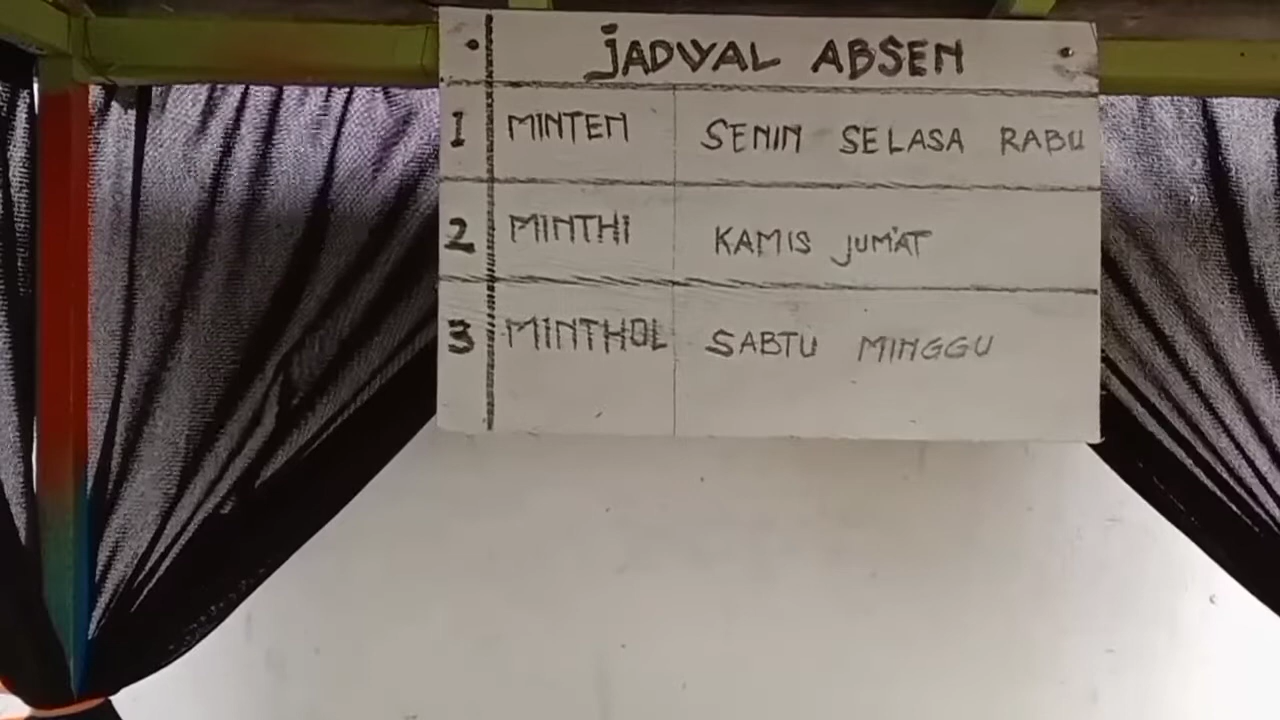 JADWAL ABSEN
1 MINTEN SENIN SELASA RABU
2 MINTHI KAMIS JUM'AT
3 MINTHOL SABTU MINGGU